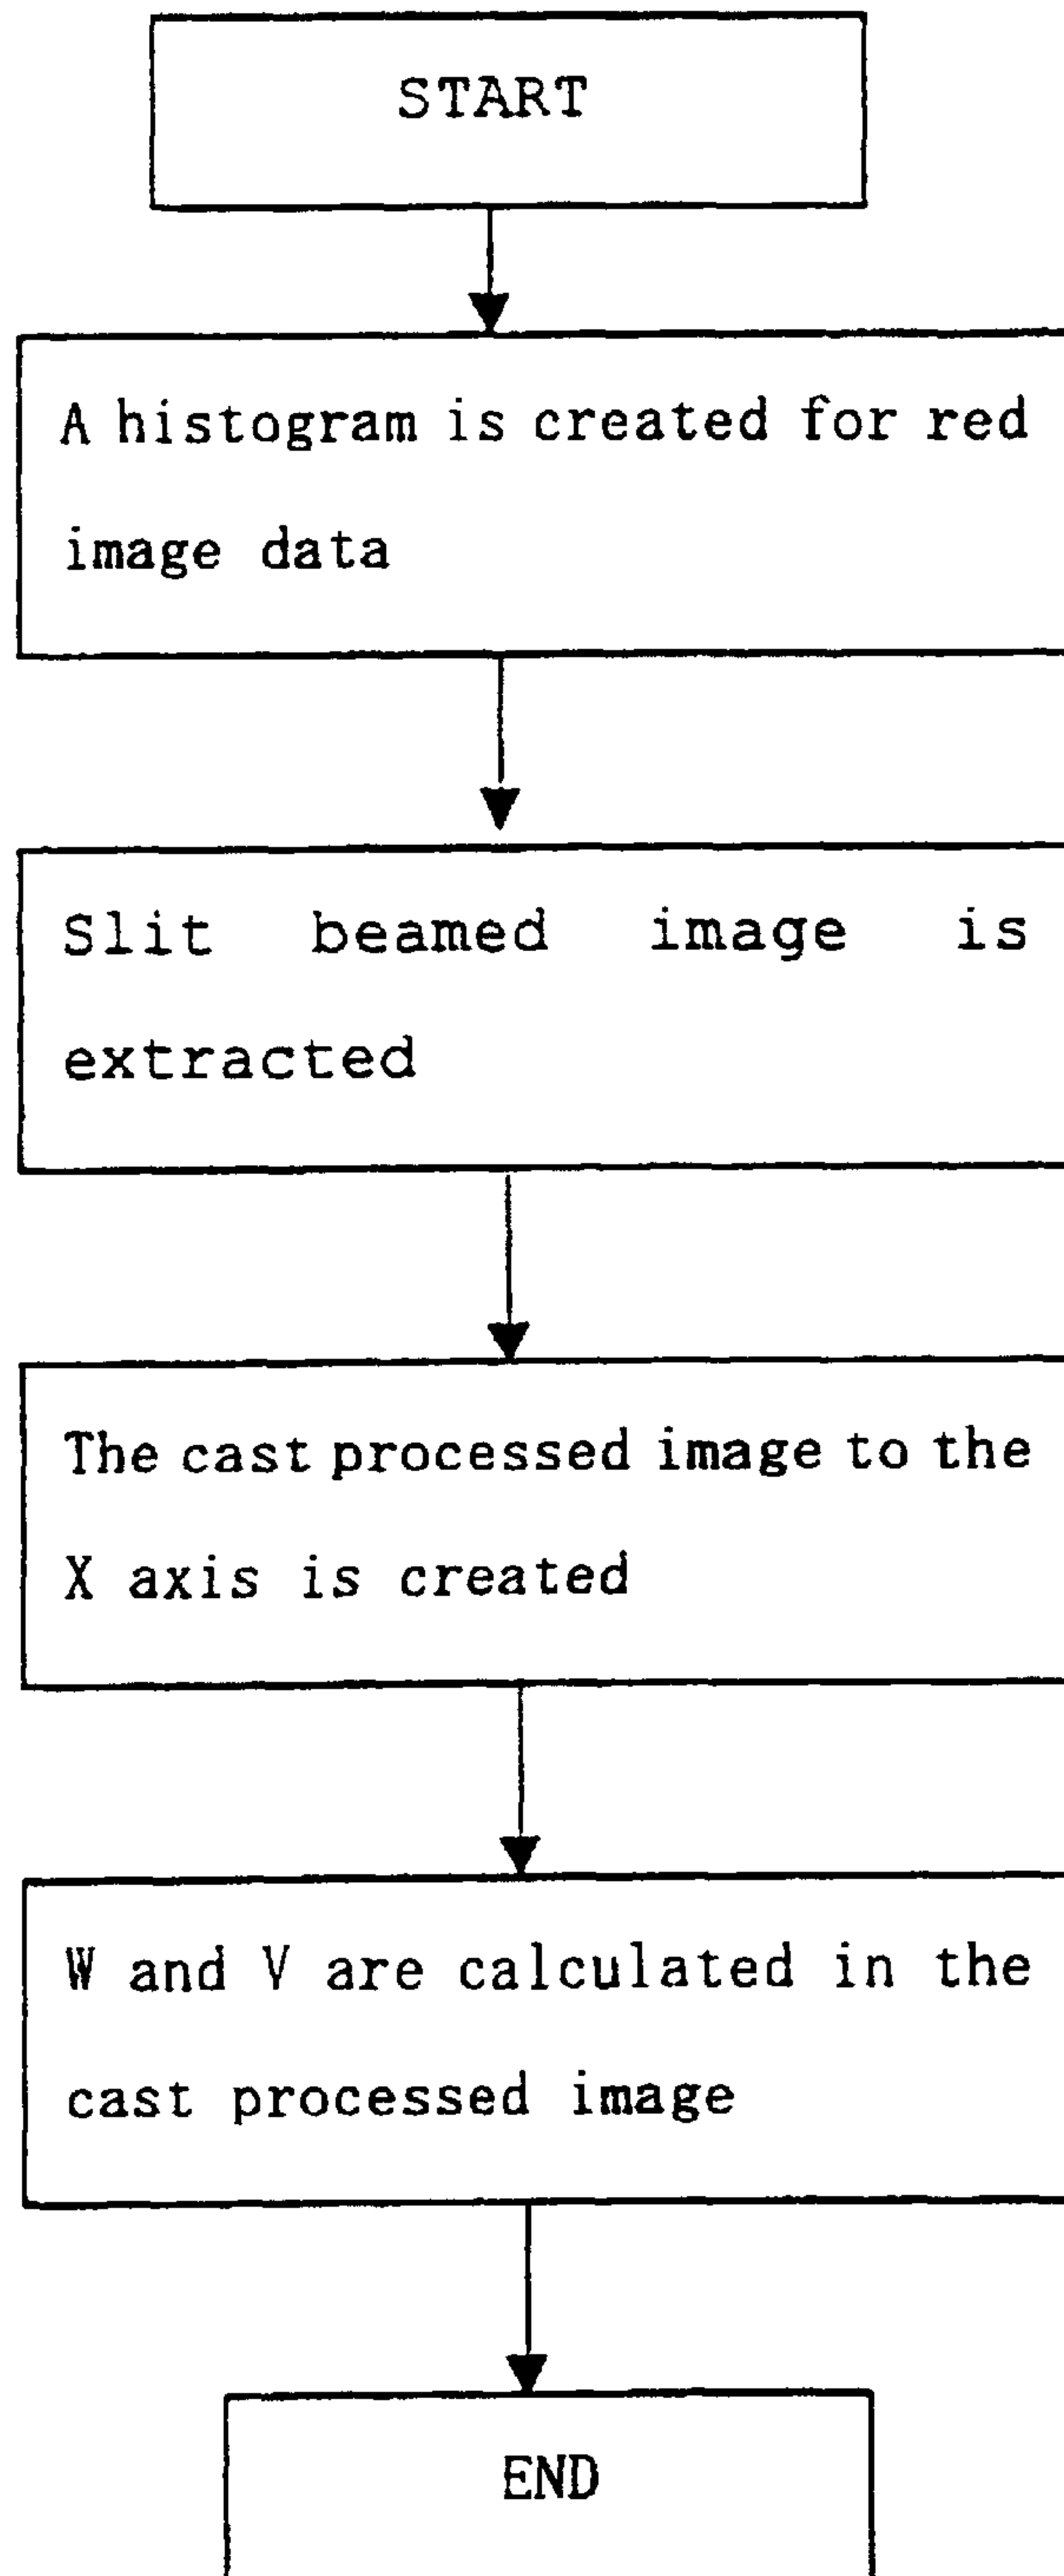 START
A histogram is created for red
image data
Slit beamed image is
extracted
The cast processed image to the
X axis is created
W and V are calculated in the
cast processed image
END